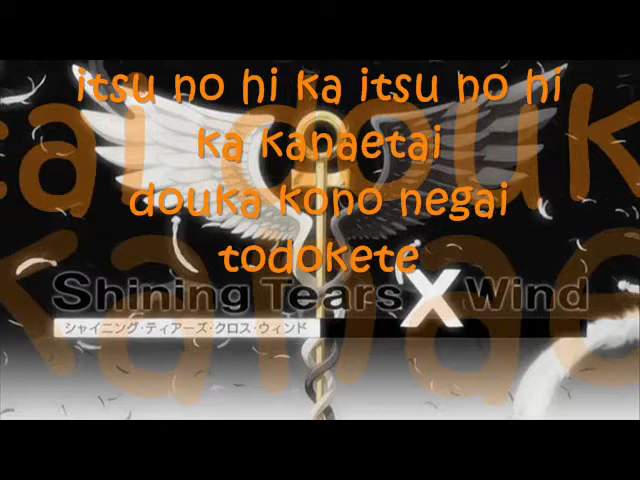 itsu no hi ka itsu no hi
ka kanaetai
douka kono negai
todokete
Shining Tears X Wind
シャイニング・ティアーズ・クロス・ウィンド